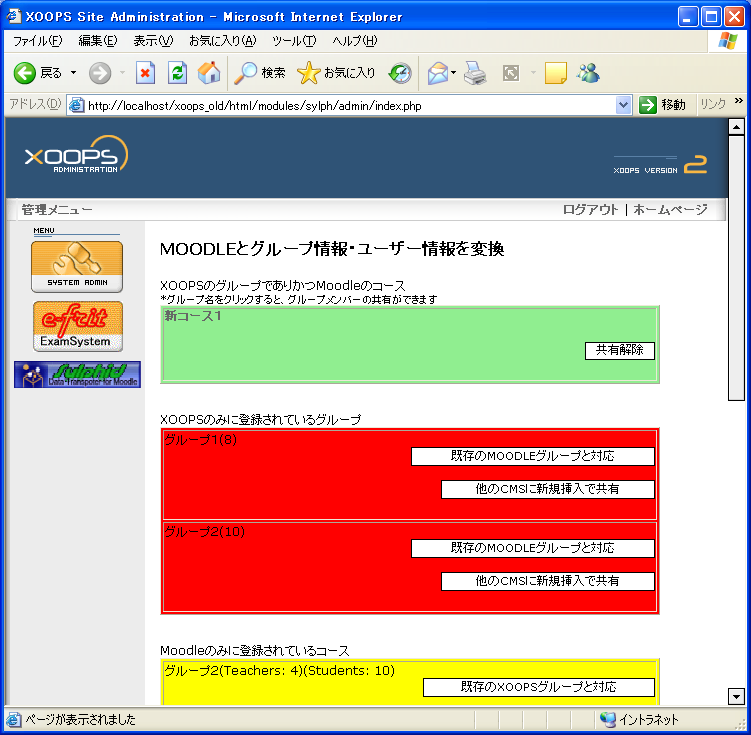 XOOPS Site Administration - Microsoft Internet Explorer
ファイル(F) 編集(E) 表示(V) お気に入り(A) ツール(T) ヘルプ(H)
戻る 検索 お気に入り
アドレス(D) http://localhost/xoops_old/html/modules/sylph/admin/index.php 移動 リンク »
XOOPS
ADMINISTRATION
XOOPS VERSION 2
管理メニュー ログアウト | ホームページ
MENU
SYSTEM ADMIN
e-frit
ExamSystem
Data-Transpoter for Moodle
MOODLEとグループ情報・ユーザー情報を変換
XOOPSのグループでありかつMoodleのコース
*グループ名をクリックすると、グループメンバーの共有ができます
新コース1
共有解除
XOOPSのみに登録されているグループ
グループ1(8)
既存のMOODLEグループと対応
他のCMSに新規挿入で共有
グループ2(10)
既存のMOODLEグループと対応
他のCMSに新規挿入で共有
Moodleのみに登録されているコース
グループ2(Teachers: 4)(Students: 10)
既存のXOOPSグループと対応
ページが表示されました イントラネット